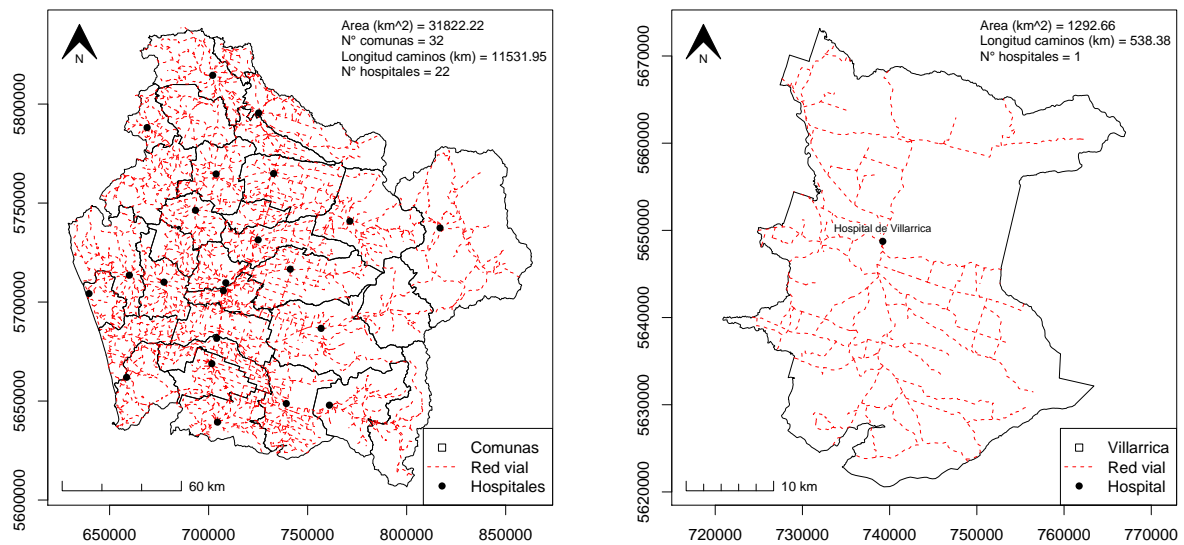 Area (km^2) = 31822.22
N° comunas = 32
Longitud caminos (km) = 11531.95
N° hospitales = 22
N
5800000
5750000
5700000
5650000
5600000
60 km
Comunas
Red vial
Hospitales
650000 700000 750000 800000 850000
Area (km^2) = 1292.66
Longitud caminos (km) = 538.38
N° hospitales = 1
N
5670000
5660000
5650000
5640000
5630000
5620000
Hospital de Villarrica
10 km
Villarrica
Red vial
Hospital
720000 730000 740000 750000 760000 770000